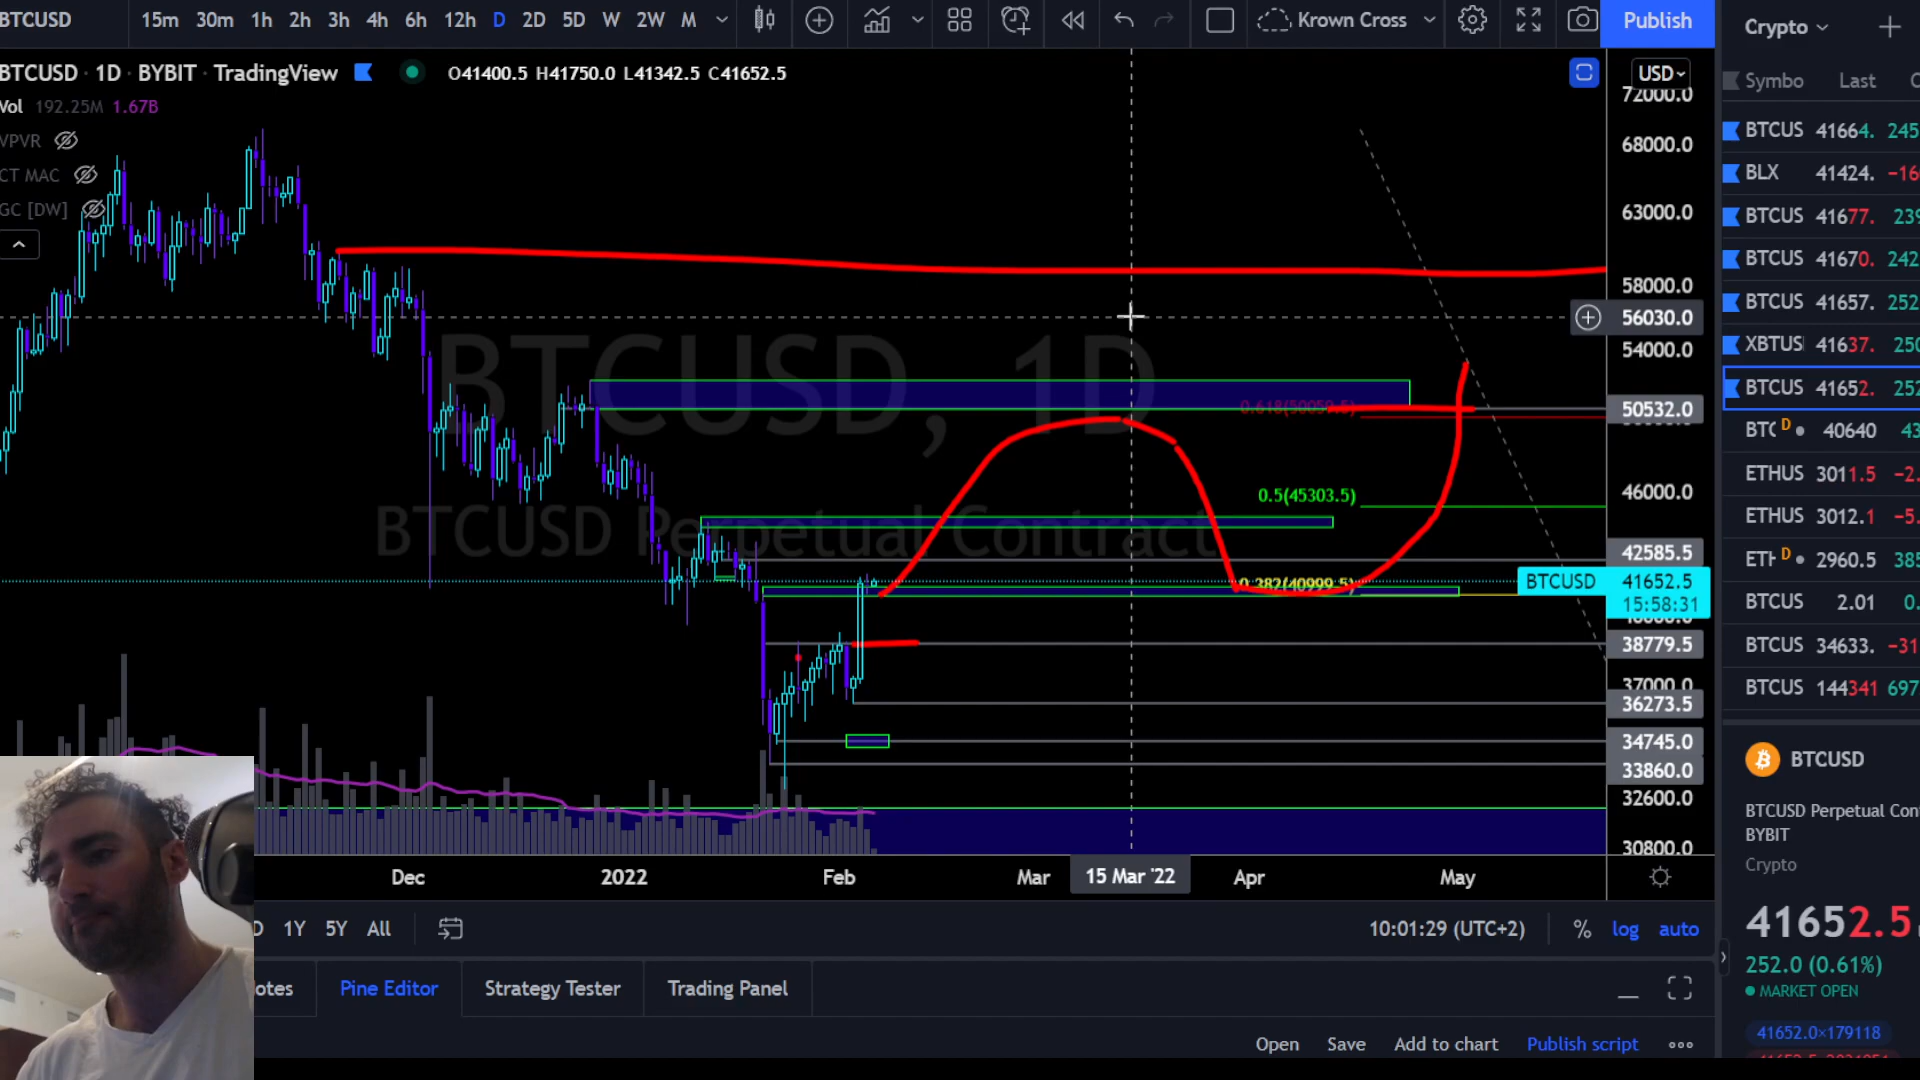 BTCUSD 15m 30m 1h 2h 3h 4h 6h 12h D 2D 5D W 2W M Krown Cross Publish
BTCUSD · 1D · BYBIT · TradingView O41400.5 H41750.0 L41342.5 C41652.5 USD
Vol 192.25M 1.67B
VPVR
CT MAC
GC [DW]
BTCUSD, 1D
BTCUSD Perpetual Contract
0.618(50059.5)
0.5(45303.5)
0.382(40999.5)
72000.0
68000.0
63000.0
58000.0
56030.0
54000.0
50532.0
46000.0
42585.5
BTCUSD 41652.5
15:58:31
38779.5
37000.0
36273.5
34745.0
33860.0
32600.0
30800.0
Dec 2022 Feb Mar 15 Mar '22 Apr May
D 1Y 5Y All 10:01:29 (UTC+2) % log auto
otes Pine Editor Strategy Tester Trading Panel
Open Save Add to chart Publish script
Crypto
Symbo Last C
BTCUS 41664. 245
BLX 41424. −16
BTCUS 41677. 239
BTCUS 41670. 242
BTCUS 41657. 252
XBTUS 41637. 250
BTCUS 41652. 252
BTC D 40640 43
ETHUS 3011.5 −2.
ETHUS 3012.1 −5.
ETH D 2960.5 385
BTCUS 2.01 0.
BTCUS 34633. −31
BTCUS 144341 697
BTCUSD
BTCUSD Perpetual Con
BYBIT
Crypto
41652.5
252.0 (0.61%)
MARKET OPEN
41652.0×179118